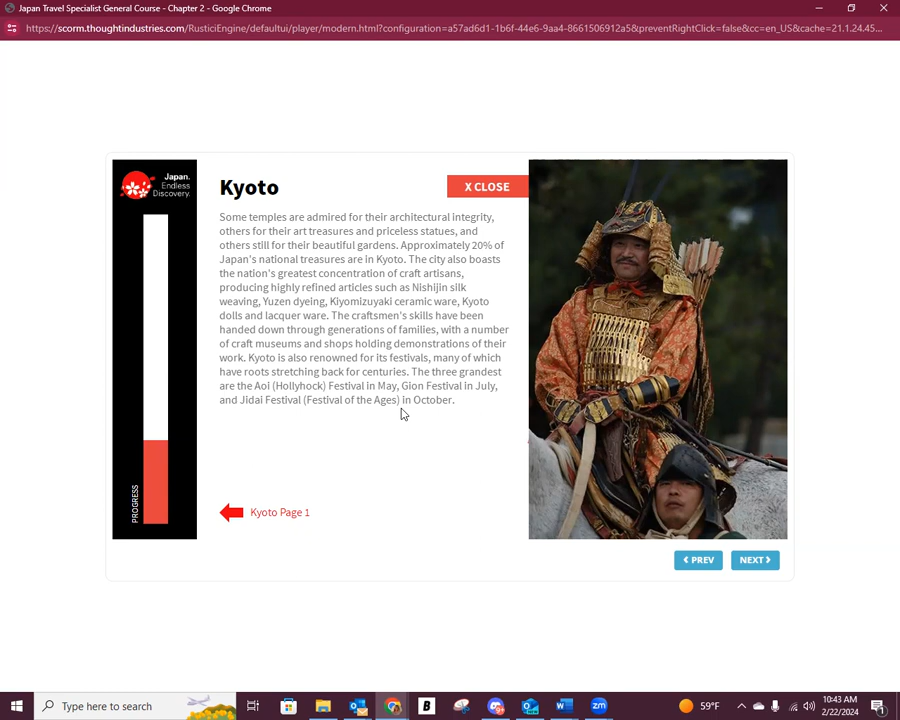 Japan Travel Specialist General Course - Chapter 2 - Google Chrome
https://scorm.thoughtindustries.com/RusticiEngine/defaultui/player/modern.html?configuration=a57ad6d1-1b6f-44e6-9aa4-8661506912a5&preventRightClick=false&cc=en_US&cache=21.1.24.45...
Japan.
Endless
Discovery.
PROGRESS
Kyoto
X CLOSE
Some temples are admired for their architectural integrity,
others for their art treasures and priceless statues, and
others still for their beautiful gardens. Approximately 20% of
Japan's national treasures are in Kyoto. The city also boasts
the nation's greatest concentration of craft artisans,
producing highly refined articles such as Nishijin silk
weaving, Yuzen dyeing, Kiyomizuyaki ceramic ware, Kyoto
dolls and lacquer ware. The craftsmen's skills have been
handed down through generations of families, with a number
of craft museums and shops holding demonstrations of their
work. Kyoto is also renowned for its festivals, many of which
have roots stretching back for centuries. The three grandest
are the Aoi (Hollyhock) Festival in May, Gion Festival in July,
and Jidai Festival (Festival of the Ages) in October.
Kyoto Page 1
PREV
NEXT
Type here to search
B
W
zm
59°F
10:43 AM
2/22/2024
1